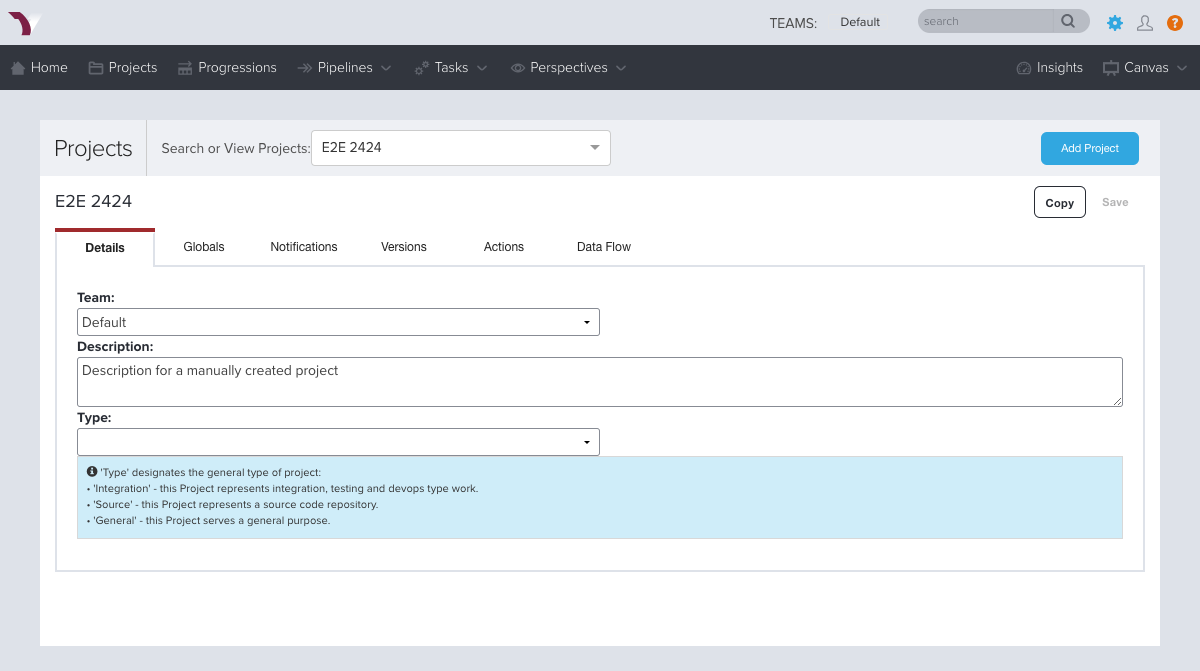 TEAMS: Default search ?
Home Projects Progressions Pipelines Tasks Perspectives Insights Canvas
Projects Search or View Projects: E2E 2424 Add Project
E2E 2424 Copy Save
Details Globals Notifications Versions Actions Data Flow
Team:
Default
Description:
Description for a manually created project
Type:
'Type' designates the general type of project:
• 'Integration' - this Project represents integration, testing and devops type work.
• 'Source' - this Project represents a source code repository.
• 'General' - this Project serves a general purpose.